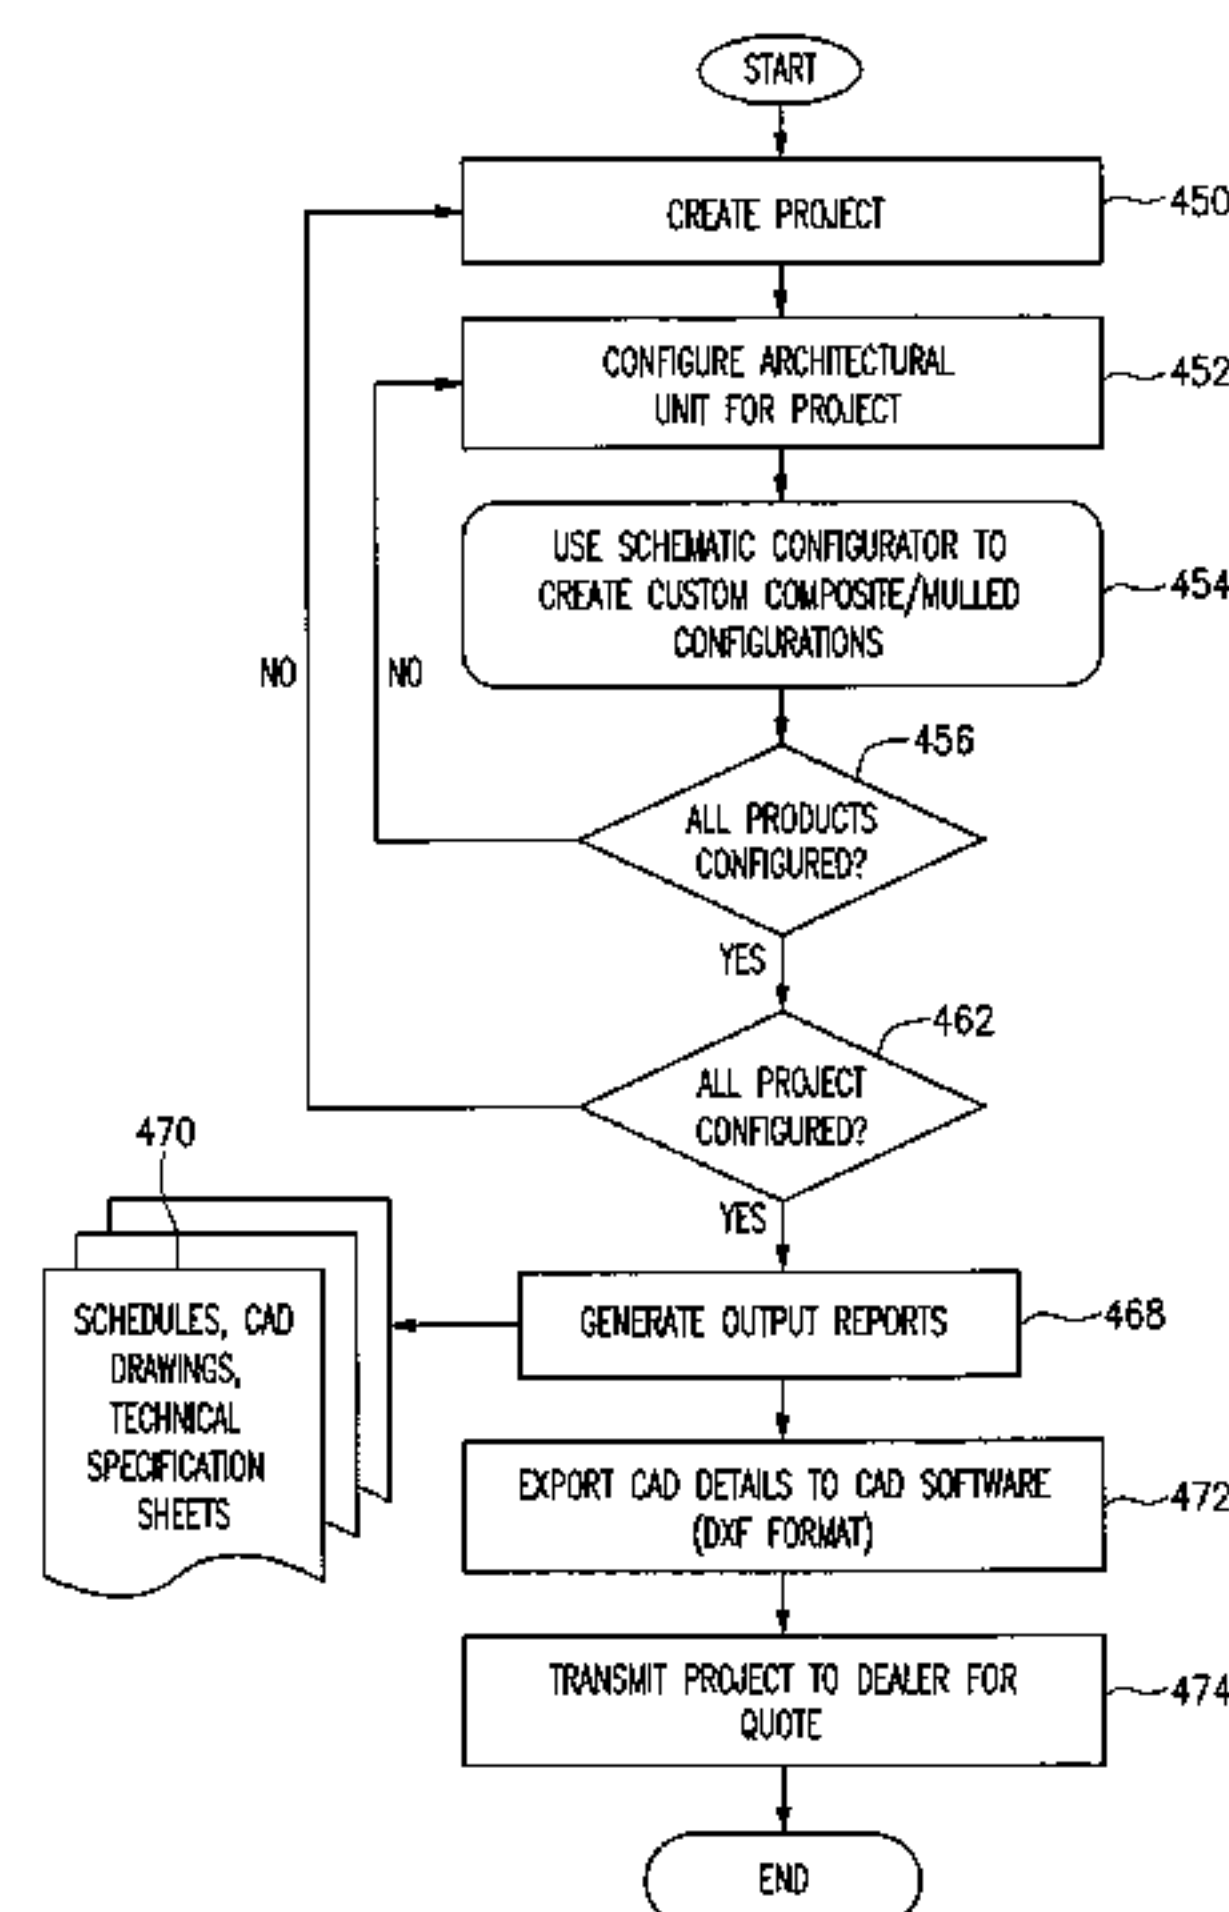 START
CREATE PROJECT
450
CONFIGURE ARCHITECTURAL
UNIT FOR PROJECT
452
USE SCHEMATIC CONFIGURATOR TO
CREATE CUSTOM COMPOSITE/MULLED
CONFIGURATIONS
454
NO
NO
456
ALL PRODUCTS
CONFIGURED?
YES
462
ALL PROJECT
CONFIGURED?
YES
470
SCHEDULES, CAD
DRAWINGS,
TECHNICAL
SPECIFICATION
SHEETS
GENERATE OUTPUT REPORTS
468
EXPORT CAD DETAILS TO CAD SOFTWARE
(DXF FORMAT)
472
TRANSMIT PROJECT TO DEALER FOR
QUOTE
474
END